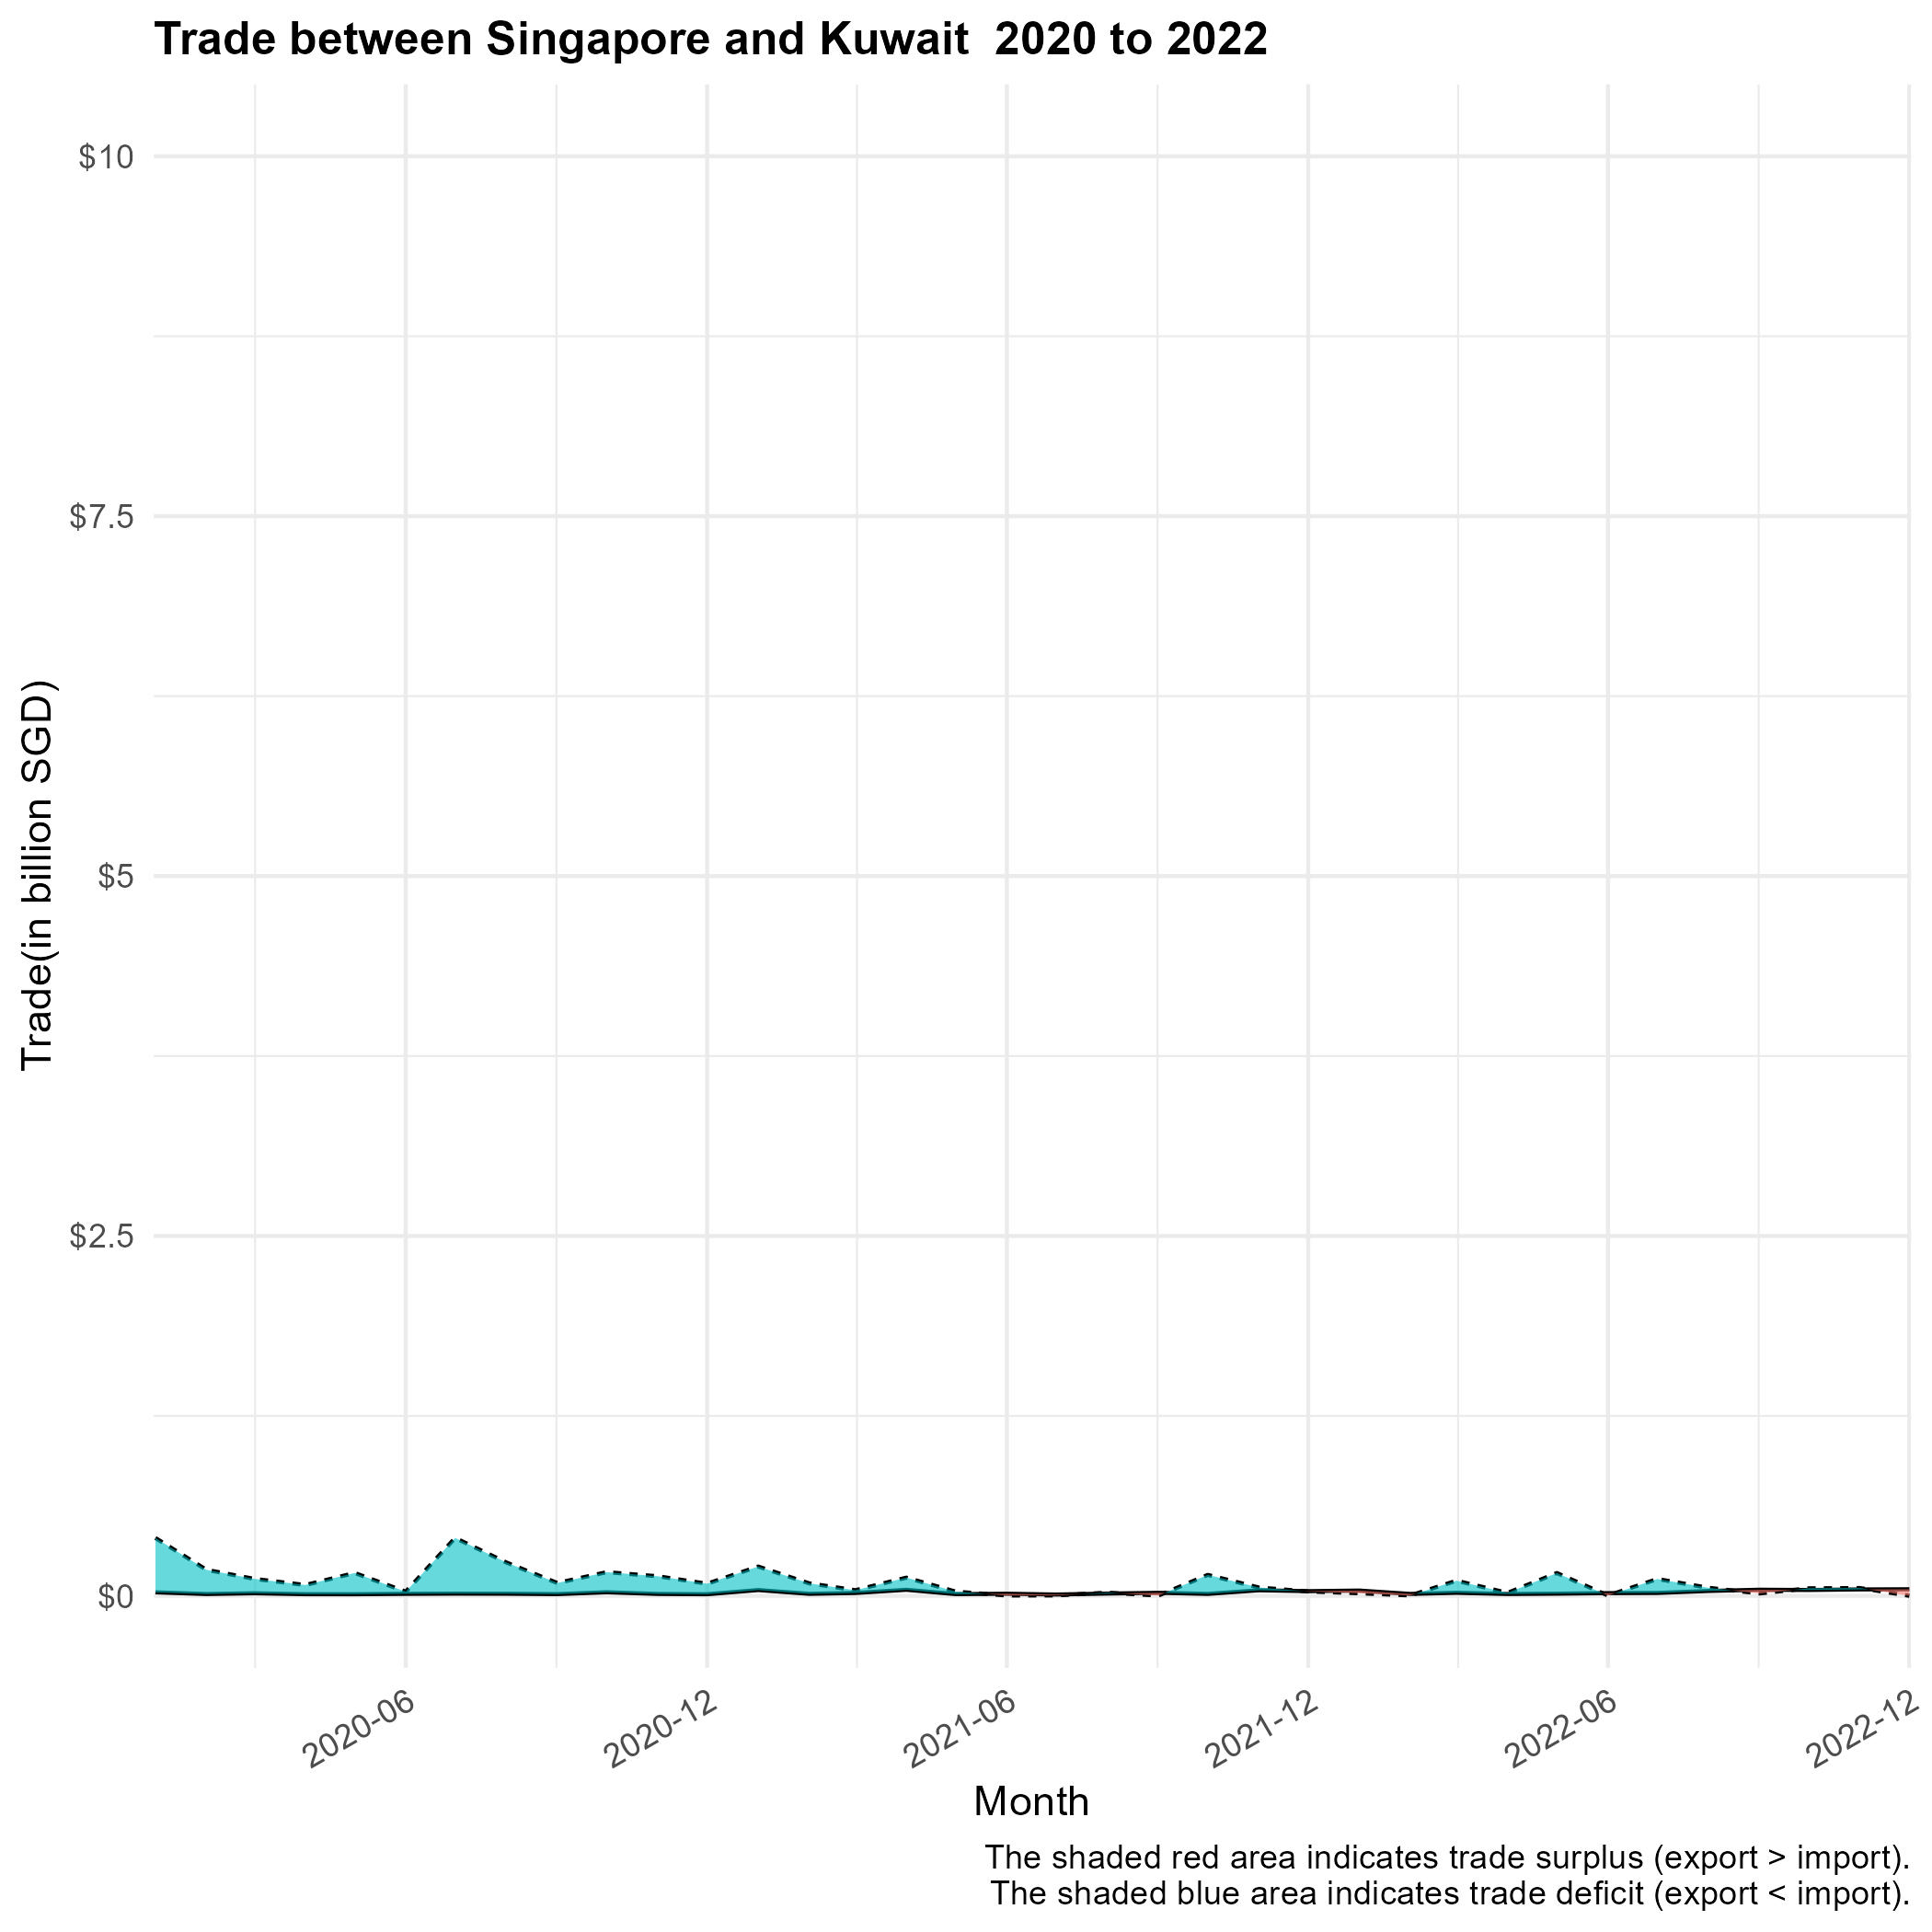 Trade between Singapore and Kuwait  2020 to 2022
$10
$7.5
$5
$2.5
$0
Trade(in billion SGD)
2020-06
2020-12
2021-06
2021-12
2022-06
2022-12
Month
The shaded red area indicates trade surplus (export > import).
The shaded blue area indicates trade deficit (export < import).